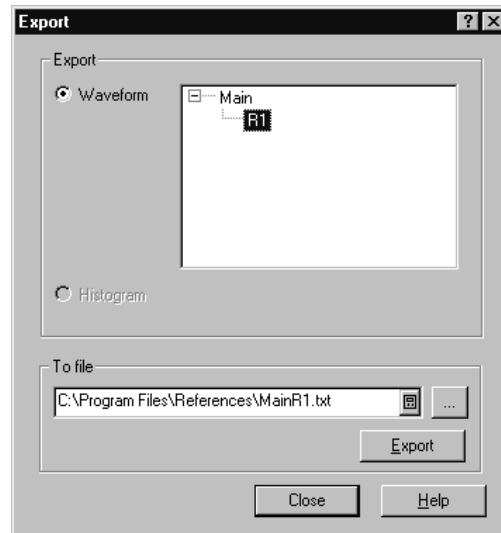 Export
Export
Waveform
Main
R1
Histogram
To file
C:\Program Files\References\MainR1.txt
...
Export
Close
Help